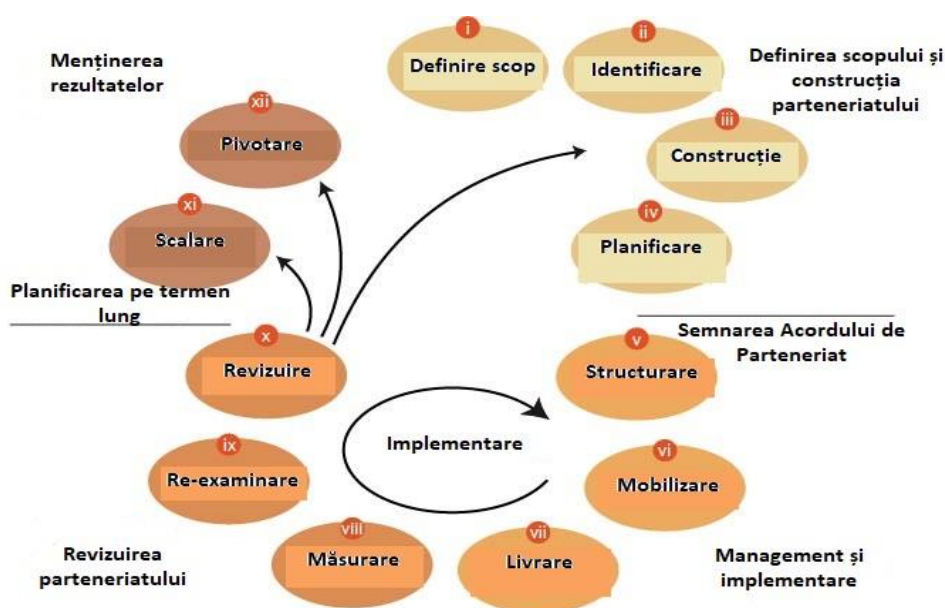 i
Definire scop
ii
Identificare
Definirea scopului și
construcția
parteneriatului
iii
Construcție
iv
Planificare
Semnarea Acordului de
Parteneriat
v
Structurare
vi
Mobilizare
Management și
implementare
vii
Livrare
viii
Măsurare
Revizuirea
parteneriatului
ix
Re-examinare
x
Revizuire
Implementare
Planificarea pe termen
lung
xi
Scalare
xii
Pivotare
Menținerea
rezultatelor